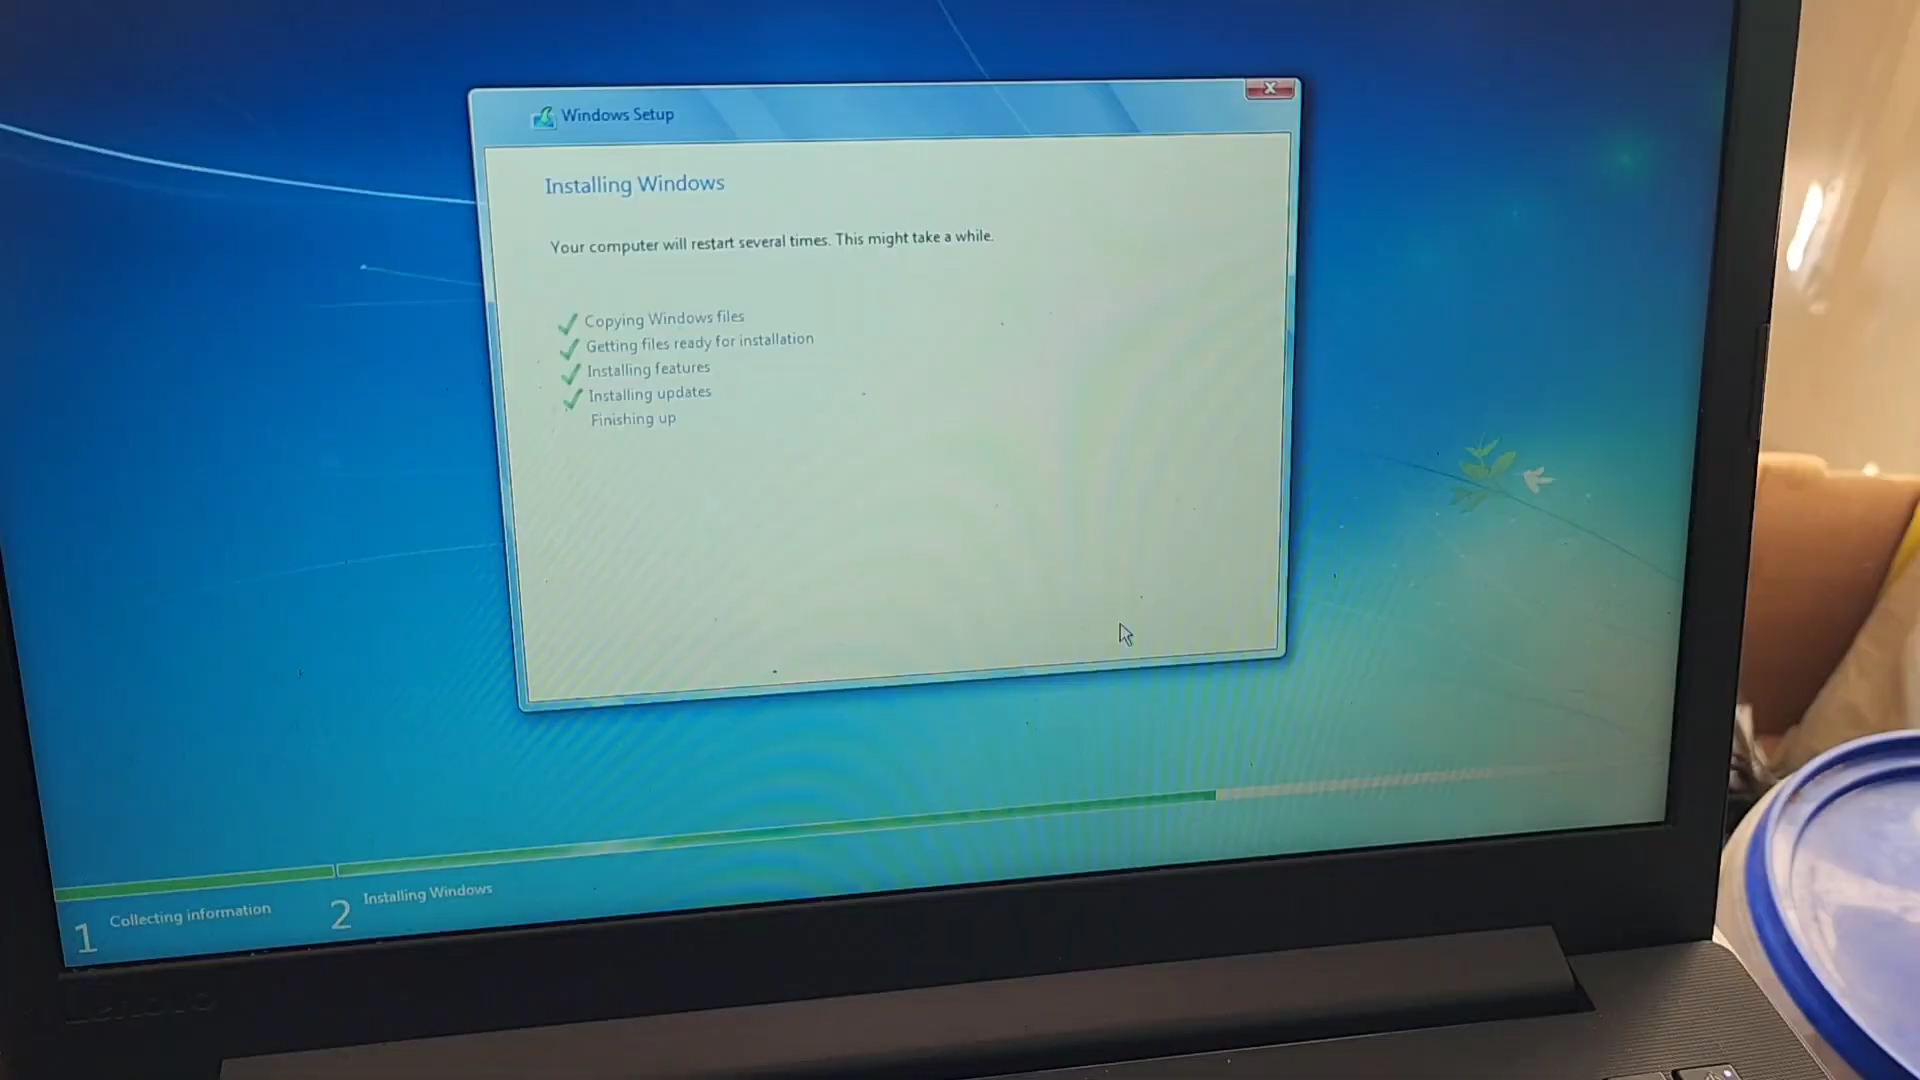 Windows Setup
Installing Windows
Your computer will restart several times. This might take a while.
Copying Windows files
Getting files ready for installation
Installing features
Installing updates
Finishing up
1 Collecting information
2 Installing Windows
Lenovo